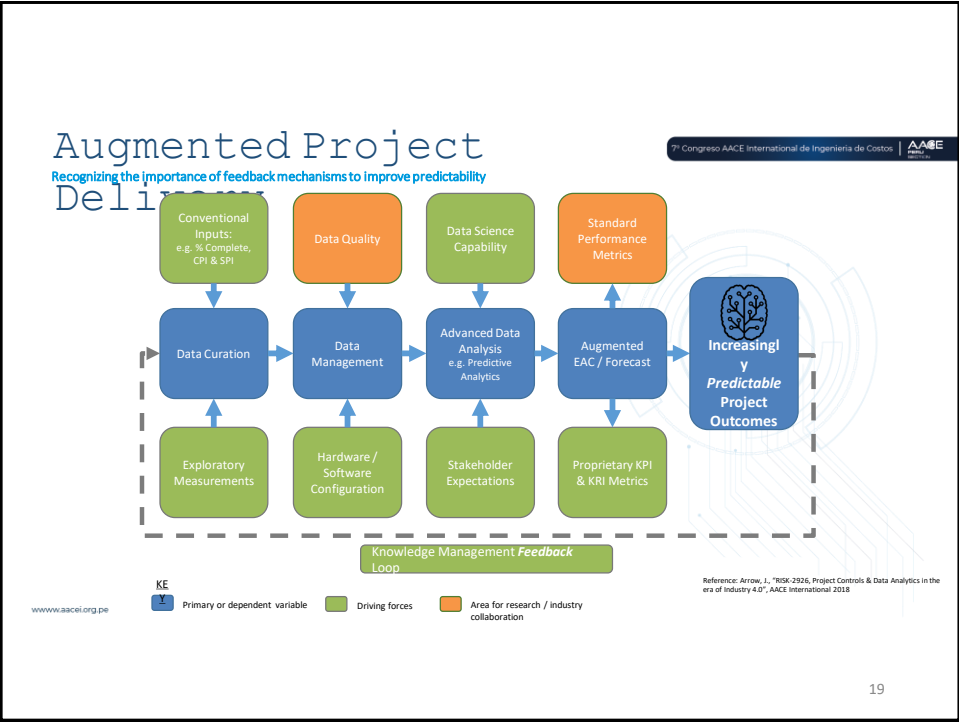 Augmented Project
Delivery
Recognizing the importance of feedback mechanisms to improve predictability
7º Congreso AACE International de Ingenieria de Costos
AACE
PERU
SECTION
Conventional
Inputs:
e.g. % Complete,
CPI & SPI
Data Quality
Data Science
Capability
Standard
Performance
Metrics
Data Curation
Data
Management
Advanced Data
Analysis
e.g. Predictive
Analytics
Augmented
EAC / Forecast
Increasingl
y
Predictable
Project
Outcomes
Exploratory
Measurements
Hardware /
Software
Configuration
Stakeholder
Expectations
Proprietary KPI
& KRI Metrics
Knowledge Management Feedback
Loop
KE
Y
Primary or dependent variable
Driving forces
Area for research / industry
collaboration
Reference: Arrow, J., "RISK-2926, Project Controls & Data Analytics in the
era of Industry 4.0", AACE International 2018
wwww.aacei.org.pe
19